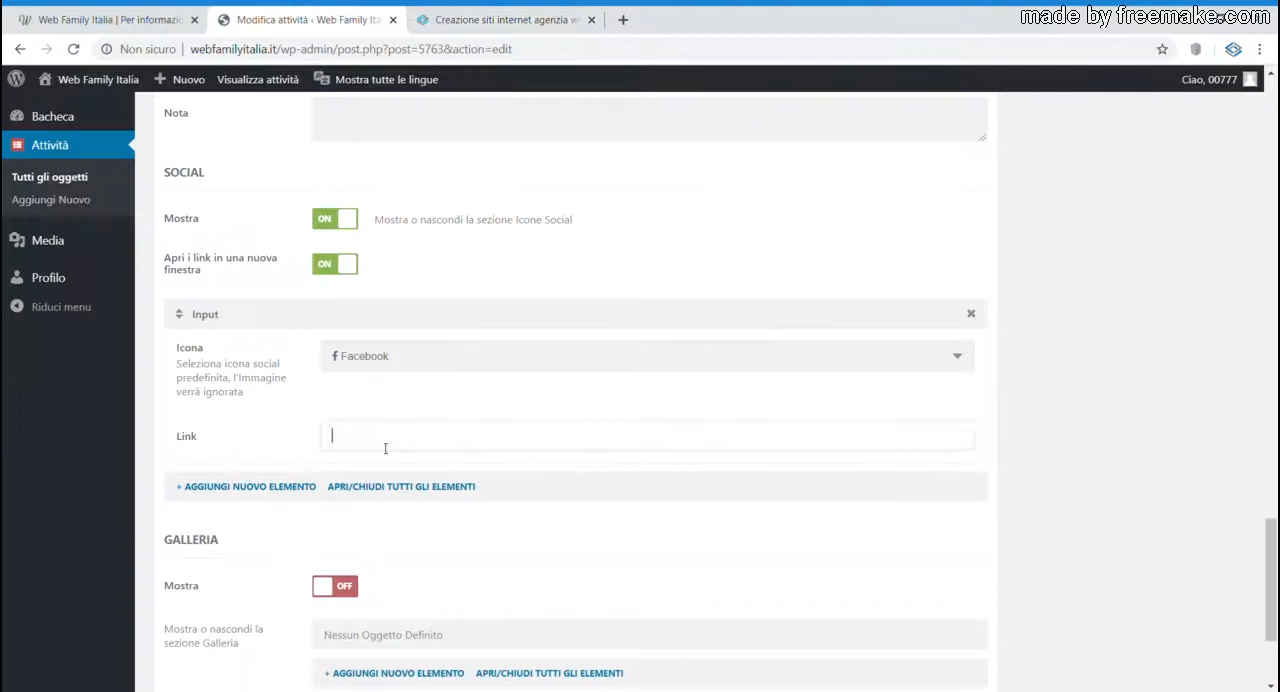 made by freemake.com
Web Family Italia | Per informazic
Modifica attività ‹ Web Family Ita
Creazione siti internet agenzia w
Non sicuro | webfamilyitalia.it/wp-admin/post.php?post=5763&action=edit
Web Family Italia
Nuovo
Visualizza attività
Mostra tutte le lingue
Ciao, 00777
Bacheca
Attività
Tutti gli oggetti
Aggiungi Nuovo
Media
Profilo
Riduci menu
Nota
SOCIAL
Mostra
ON
Mostra o nascondi la sezione Icone Social
Apri i link in una nuova
finestra
ON
Input
Icona
Seleziona icona social
predefinita, l'Immagine
verrà ignorata
Facebook
Link
+ AGGIUNGI NUOVO ELEMENTO
APRI/CHIUDI TUTTI GLI ELEMENTI
GALLERIA
Mostra
OFF
Mostra o nascondi la
sezione Galleria
Nessun Oggetto Definito
+ AGGIUNGI NUOVO ELEMENTO
APRI/CHIUDI TUTTI GLI ELEMENTI